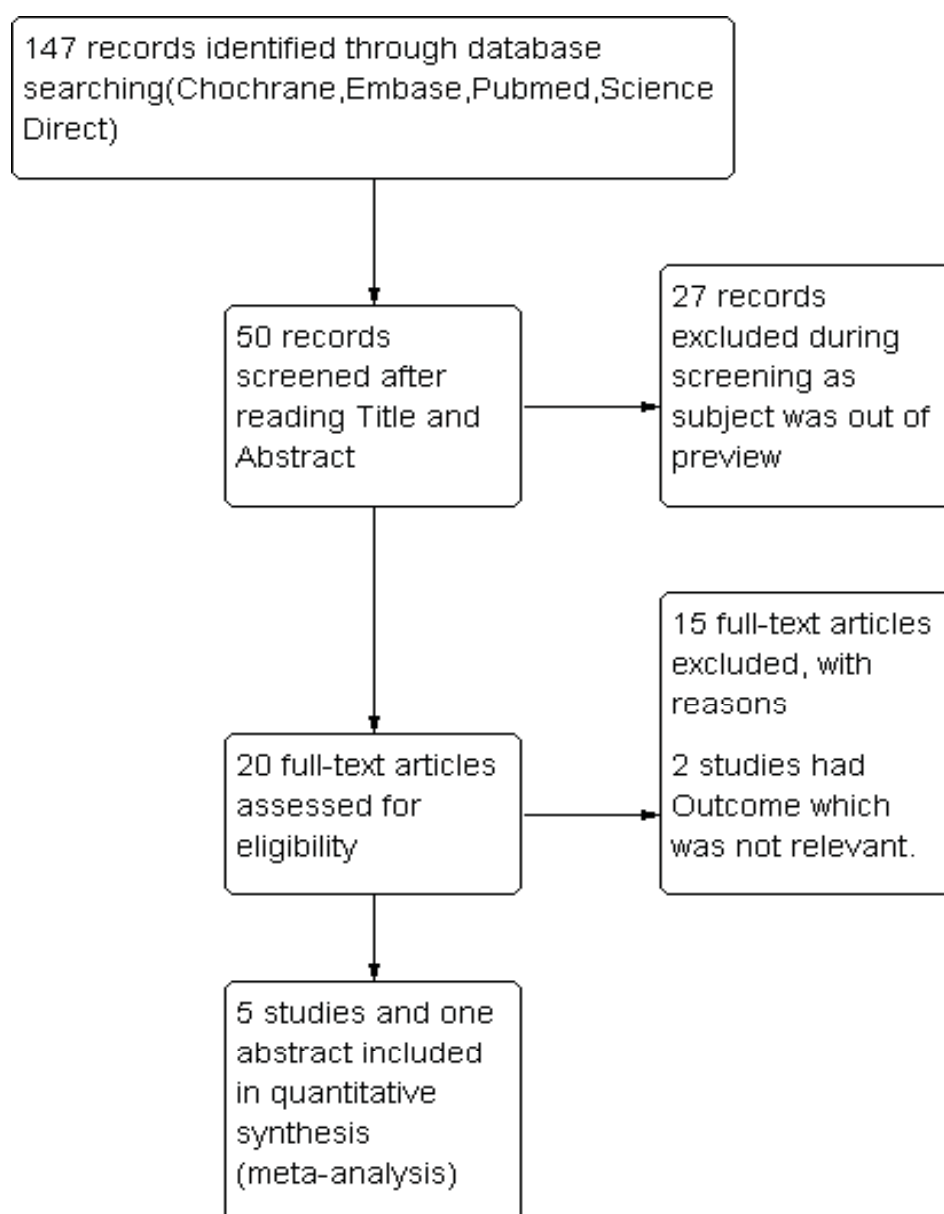 147 records identified through database
searching(Chochrane,Embase,Pubmed,Science
Direct)
50 records
screened after
reading Title and
Abstract
27 records
excluded during
screening as
subject was out of
preview
20 full-text articles
assessed for
eligibility
15 full-text articles
excluded, with
reasons
2 studies had
Outcome which
was not relevant.
5 studies and one
abstract included
in quantitative
synthesis
(meta-analysis)